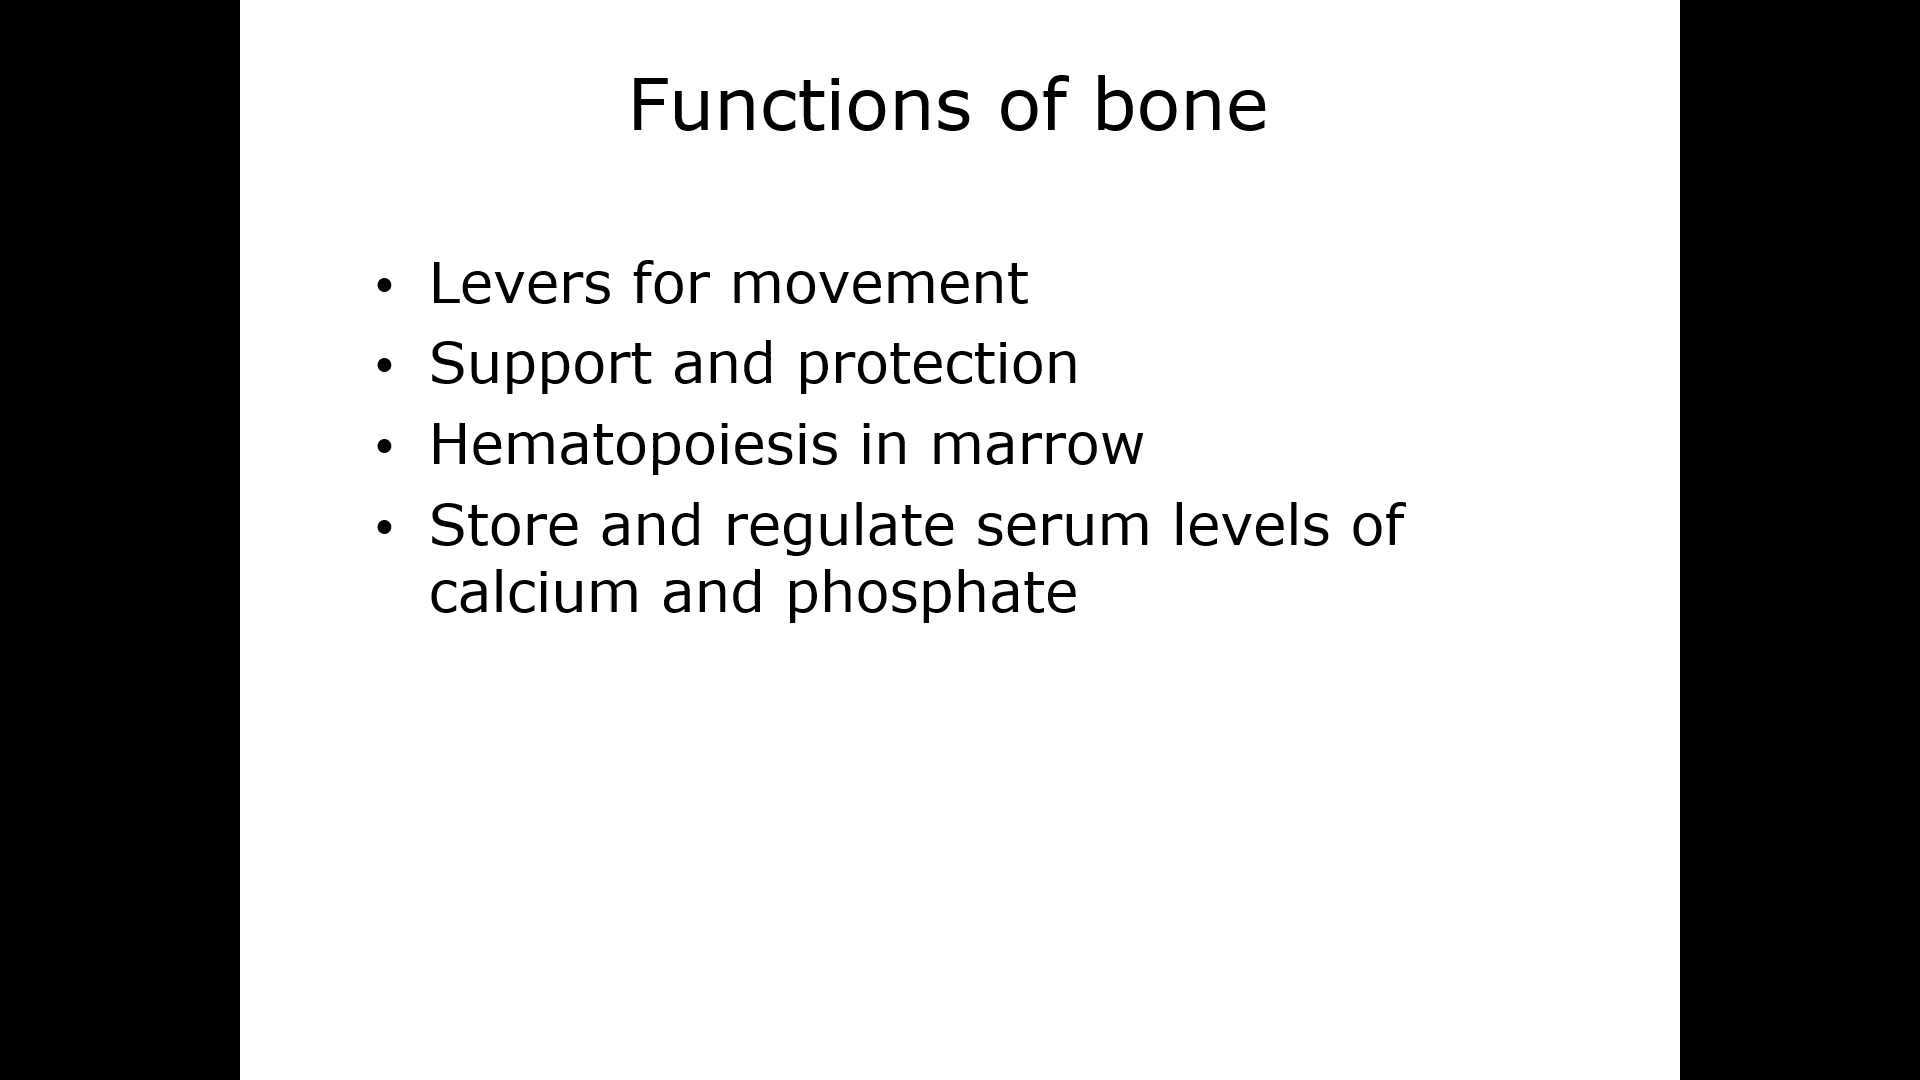 Functions of bone
• Levers for movement
• Support and protection
• Hematopoiesis in marrow
• Store and regulate serum levels of
calcium and phosphate